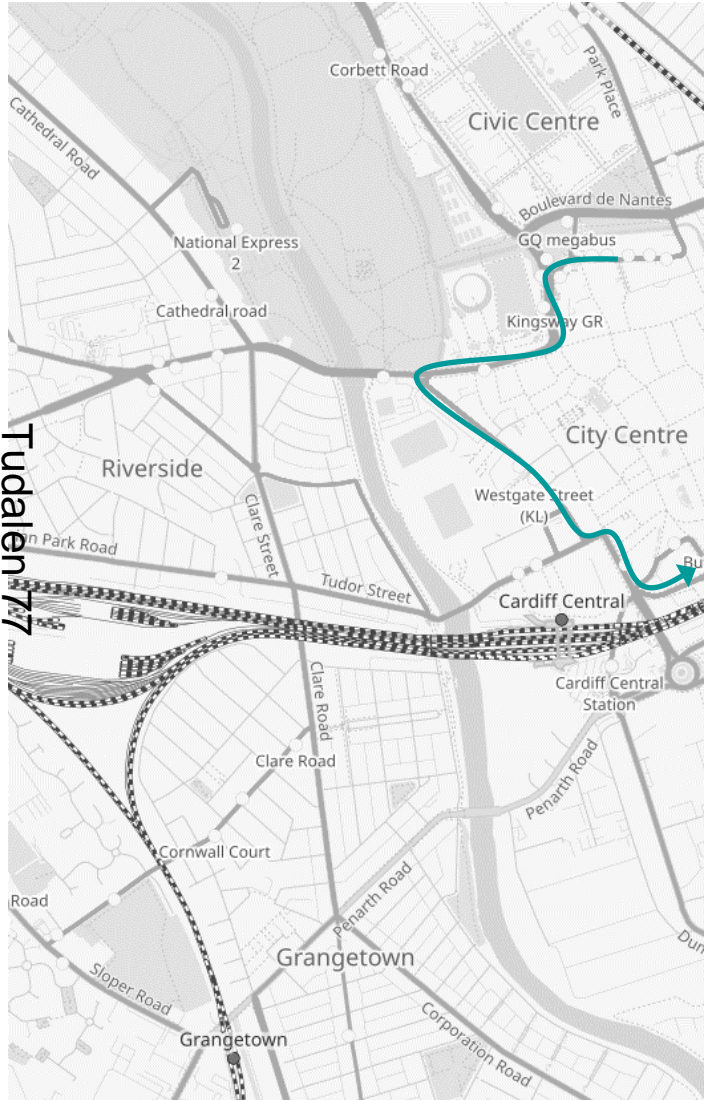 Corbett Road
Park Place
Civic Centre
Cathedral Road
Boulevard de Nantes
National Express
2
GQ megabus
Cathedral road
Kingsway GR
City Centre
Riverside
Tudalen 77
Westgate Street
(KL)
Clare Street
Park Road
Tudor Street
Cardiff Central
Cardiff Central
Station
Clare Road
Clare Road
Penarth Road
Cornwall Court
Road
Penarth Road
Grangetown
Sloper Road
Grangetown
Corporation Road